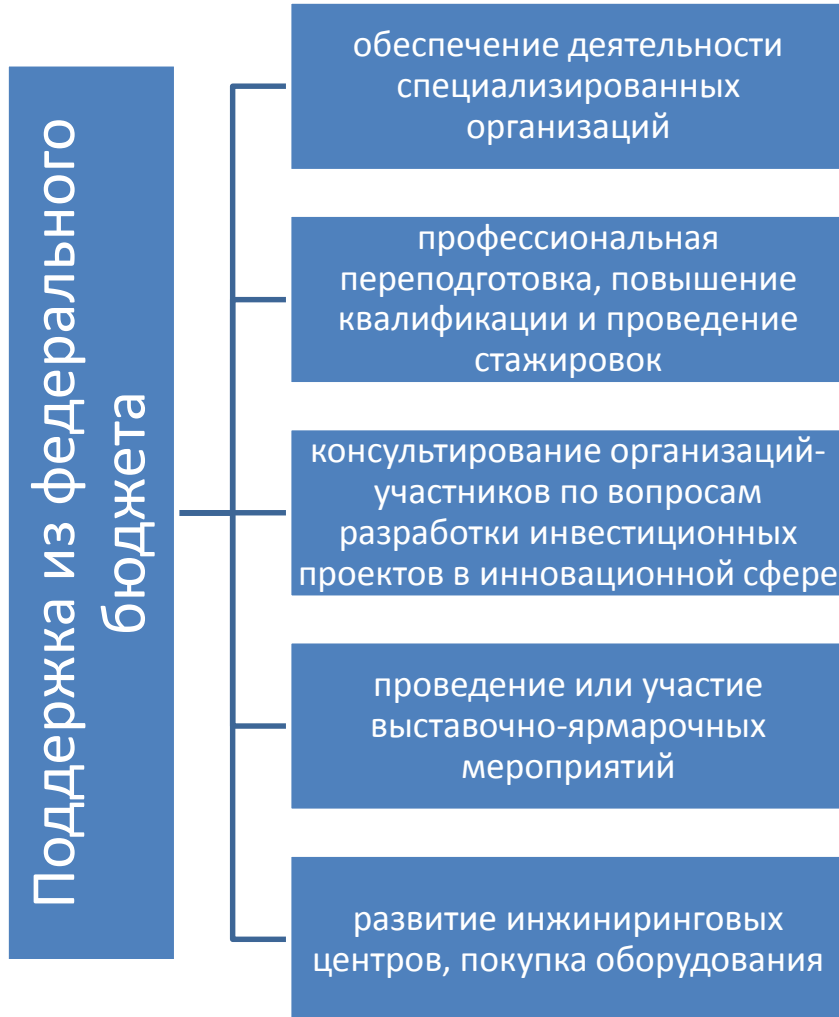 Поддержка из федерального
бюджета
обеспечение деятельности
специализированных
организаций
профессиональная
переподготовка, повышение
квалификации и проведение
стажировок
консультирование организаций-
участников по вопросам
разработки инвестиционных
проектов в инновационной сфере
проведение или участие
выставочно-ярмарочных
мероприятий
развитие инжиниринговых
центров, покупка оборудования